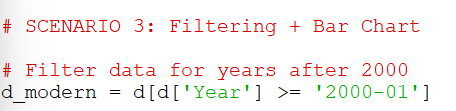 # SCENARIO 3: Filtering + Bar Chart
# Filter data for years after 2000
d_modern = d[d['Year'] >= '2000-01']